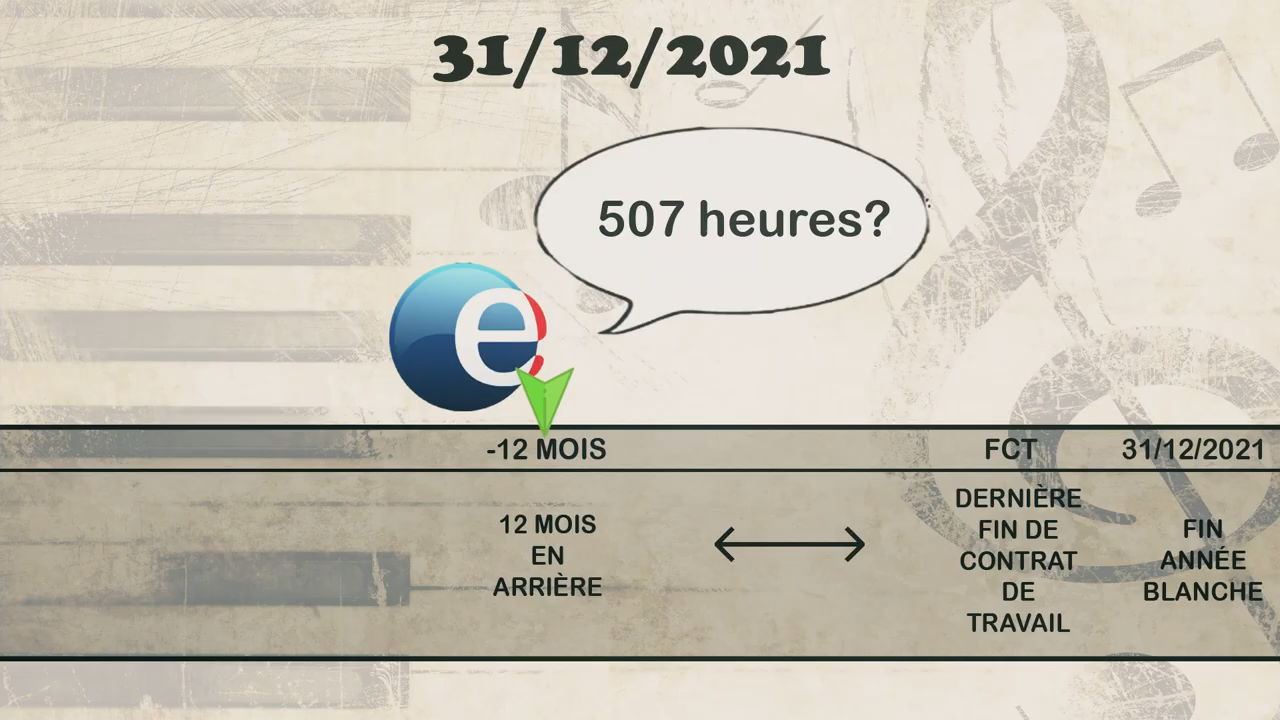 31/12/2021
507 heures?
e
-12 MOIS
FCT
31/12/2021
12 MOIS
EN
ARRIÈRE
DERNIÈRE
FIN DE
CONTRAT
DE
TRAVAIL
FIN
ANNÉE
BLANCHE